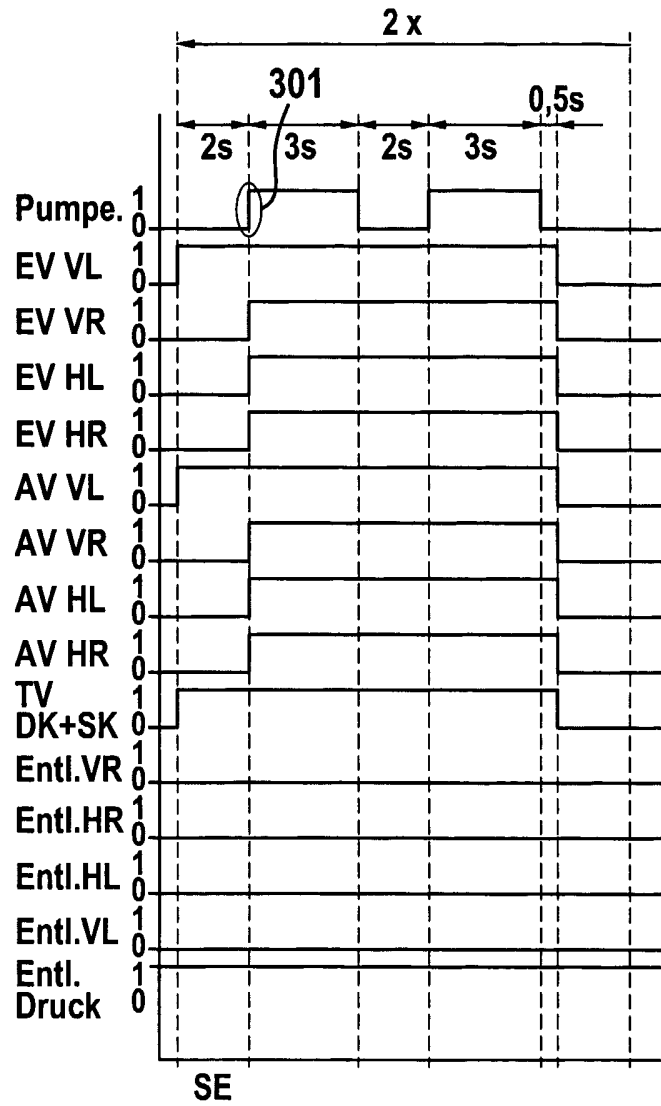 2 x
301
0,5s
2s 3s 2s 3s
Pumpe. 1 0
EV VL 1 0
EV VR 1 0
EV HL 1 0
EV HR 1 0
AV VL 1 0
AV VR 1 0
AV HL 1 0
AV HR 1 0
TV
DK+SK 1 0
Entl.VR 1 0
Entl.HR 1 0
Entl.HL 1 0
Entl.VL 1 0
Entl. 1
Druck 0
SE